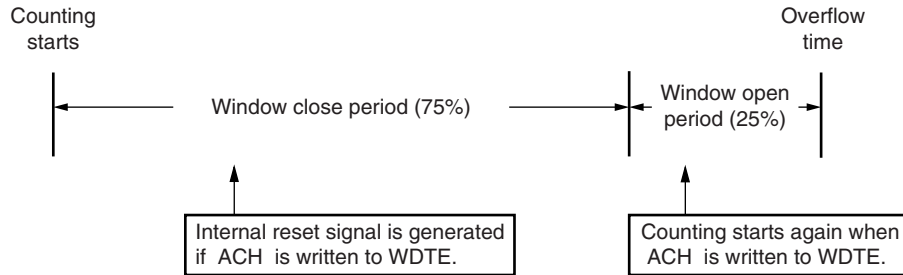 Counting
starts
Overflow
time
Window close period (75%)
Window open
period (25%)
Internal reset signal is generated
if ACH is written to WDTE.
Counting starts again when
ACH is written to WDTE.